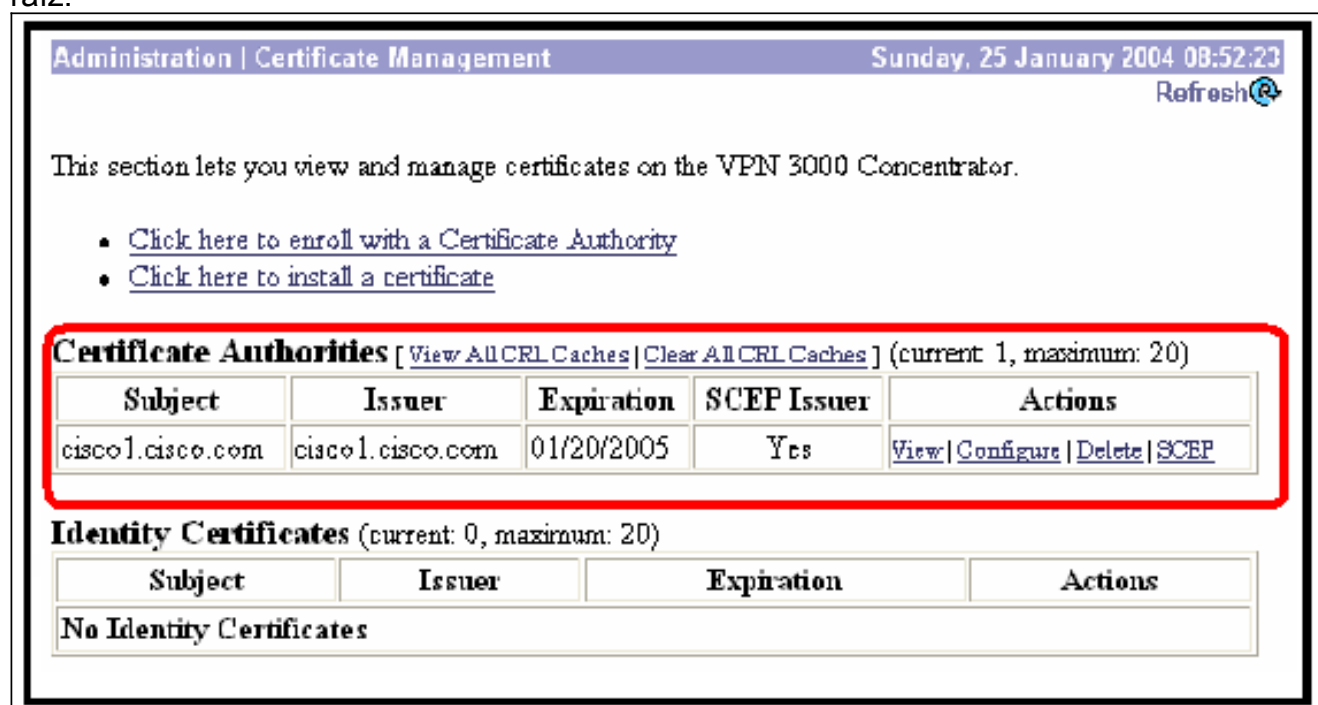 raíz.
Administration | Certificate Management Sunday, 25 January 2004 08:52:23
Refresh
This section lets you view and manage certificates on the VPN 3000 Concentrator.
• Click here to enroll with a Certificate Authority
• Click here to install a certificate
Certificate Authorities [ View All CRL Caches | Clear All CRL Caches ] (current: 1, maximum: 20)
Subject Issuer Expiration SCEP Issuer Actions
cisco1.cisco.com cisco1.cisco.com 01/20/2005 Yes View | Configure | Delete | SCEP
Identity Certificates (current: 0, maximum: 20)
Subject Issuer Expiration Actions
No Identity Certificates